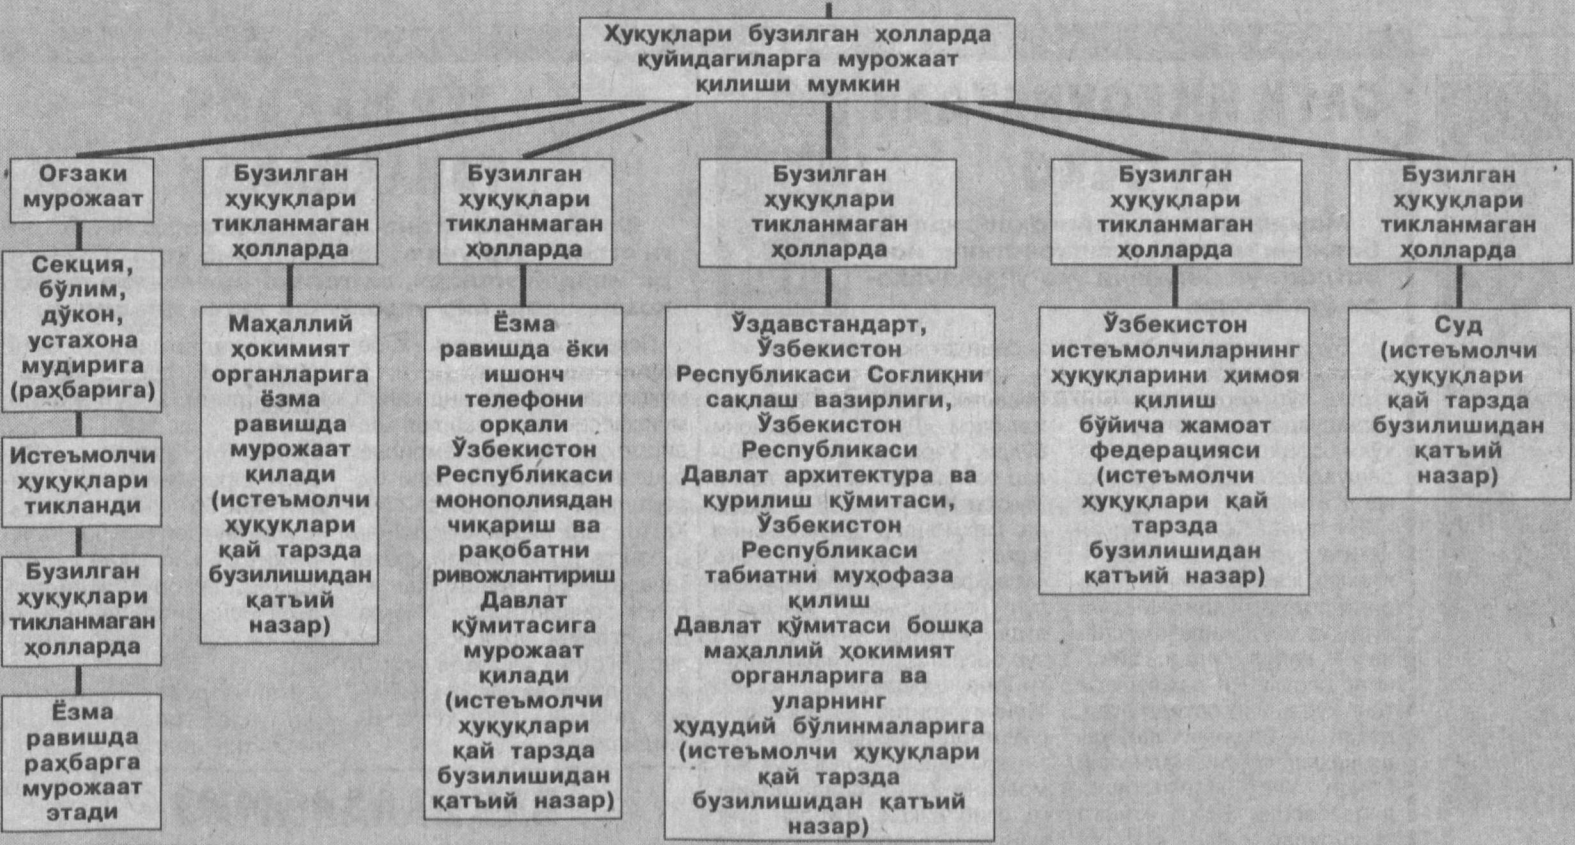 Ҳуқуқлари бузилган ҳолларда
қуйидагиларга мурожаат
қилиши мумкин
Оғзаки
мурожаат
Секция,
бўлим,
дўкон,
устахона
мудирига
(раҳбарига)
Истеъмолчи
ҳуқуқлари
тикланди
Бузилган
ҳуқуқлари
тикланмаган
ҳолларда
Ёзма
равишда
раҳбарга
мурожаат
этади
Бузилган
ҳуқуқлари
тикланмаган
ҳолларда
Маҳаллий
ҳокимият
органларига
ёзма
равишда
мурожаат
қилади
(истеъмолчи
ҳуқуқлари
қай тарзда
бузилишидан
қатъий
назар)
Бузилган
ҳуқуқлари
тикланмаган
ҳолларда
Ёзма
равишда ёки
ишонч
телефони
орқали
Ўзбекистон
Республикаси
монополиядан
чиқариш ва
рақобатни
ривожлантириш
Давлат
қўмитасига
мурожаат
қилади
(истеъмолчи
ҳуқуқлари
қай тарзда
бузилишидан
қатъий назар)
Бузилган
ҳуқуқлари
тикланмаган
ҳолларда
Ўздавстандарт,
Ўзбекистон
Республикаси Соғлиқни
сақлаш вазирлиги,
Ўзбекистон
Республикаси
Давлат архитектура ва
қурилиш қўмитаси,
Ўзбекистон
Республикаси
табиатни муҳофаза
қилиш
Давлат қўмитаси бошқа
маҳаллий ҳокимият
органларига ва
уларнинг
ҳудудий бўлинмаларига
(истеъмолчи ҳуқуқлари
қай тарзда
бузилишидан қатъий
назар)
Бузилган
ҳуқуқлари
тикланмаган
ҳолларда
Ўзбекистон
истеъмолчиларнинг
ҳуқуқларини ҳимоя
қилиш
бўйича жамоат
федерацияси
(истеъмолчи
ҳуқуқлари қай
тарзда
бузилишидан
қатъий назар)
Бузилган
ҳуқуқлари
тикланмаган
ҳолларда
Суд
(истеъмолчи
ҳуқуқлари
қай тарзда
бузилишидан
қатъий
назар)